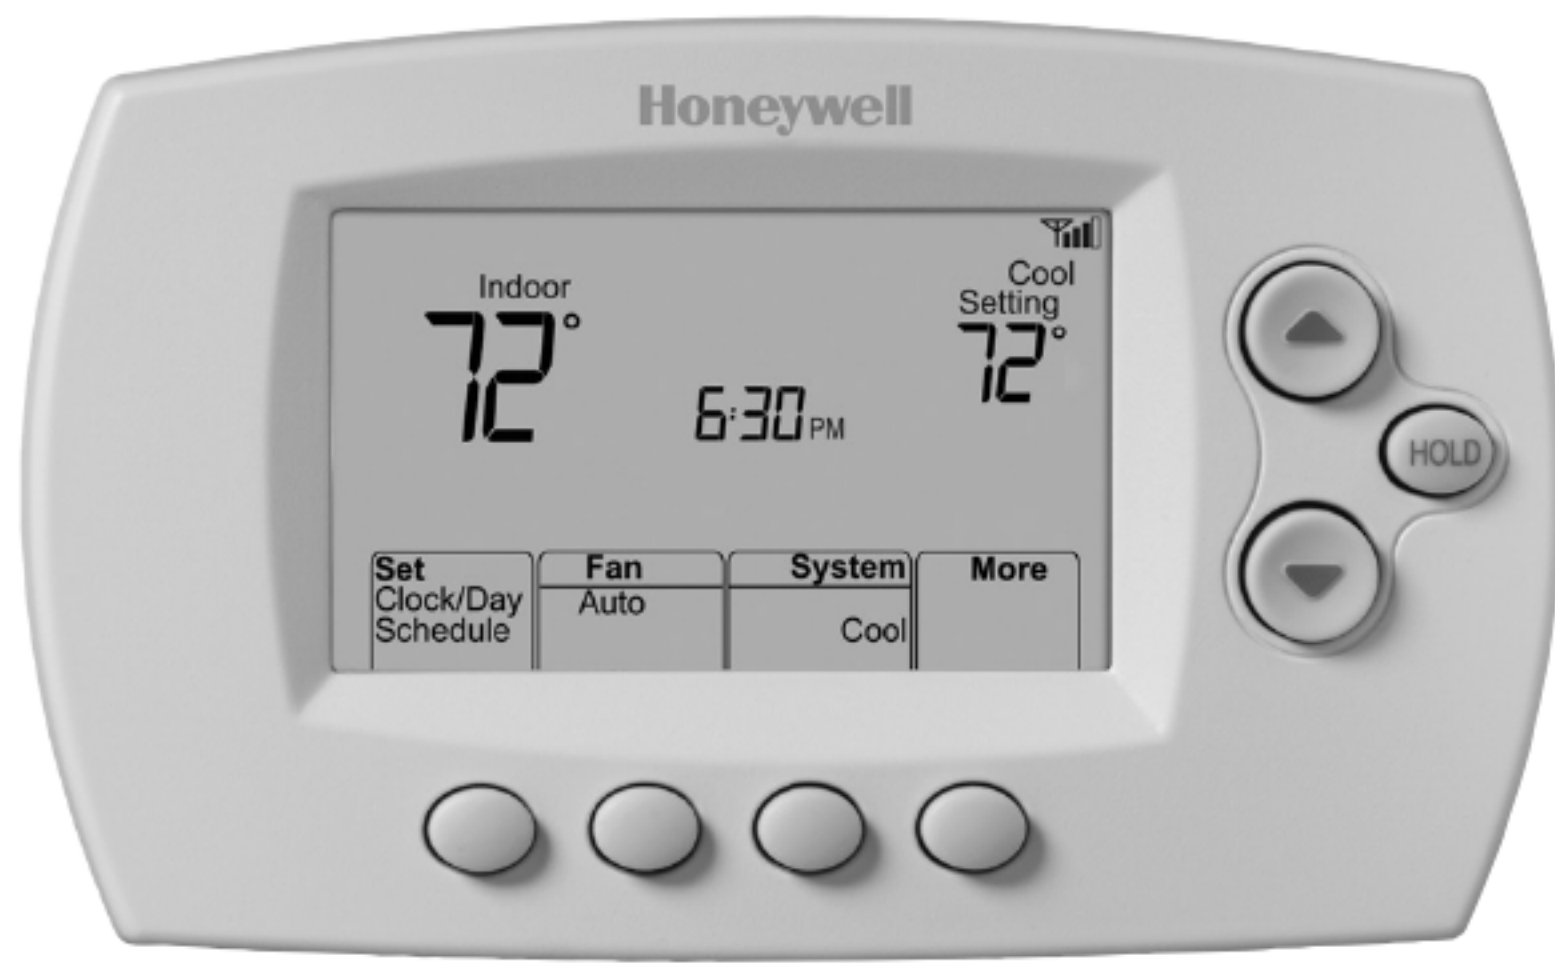 Honeywell
Indoor
72°
Cool
Setting
72°
6:30 PM
Set
Clock/Day
Schedule
Fan
Auto
System
Cool
More
HOLD